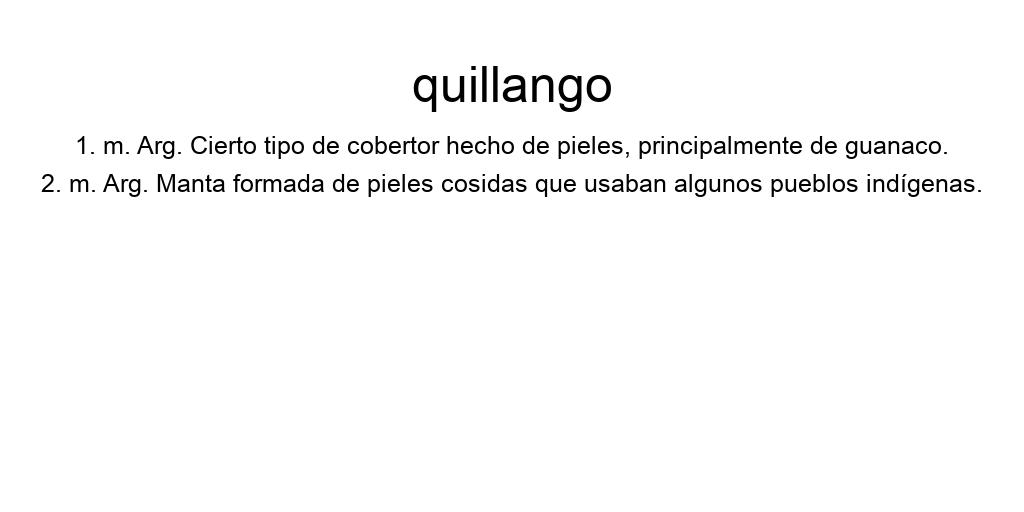 quillango
1. m. Arg. Cierto tipo de cobertor hecho de pieles, principalmente de guanaco.
2. m. Arg. Manta formada de pieles cosidas que usaban algunos pueblos indígenas.